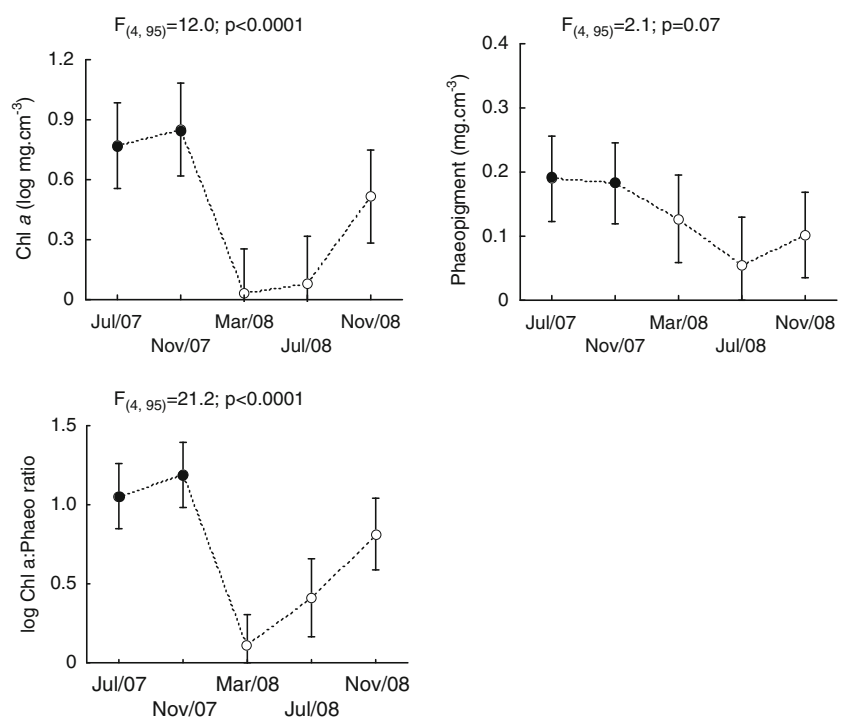 F(4, 95)=12.0; p<0.0001
Chl a (log mg.cm-3)
1.2
0.9
0.6
0.3
0
Jul/07
Nov/07
Mar/08
Jul/08
Nov/08
F(4, 95)=2.1; p=0.07
Phaeopigment (mg.cm-3)
0.4
0.3
0.2
0.1
0
Jul/07
Nov/07
Mar/08
Jul/08
Nov/08
F(4, 95)=21.2; p<0.0001
log Chl a:Phaeo ratio
1.5
1.0
0.5
0
Jul/07
Nov/07
Mar/08
Jul/08
Nov/08